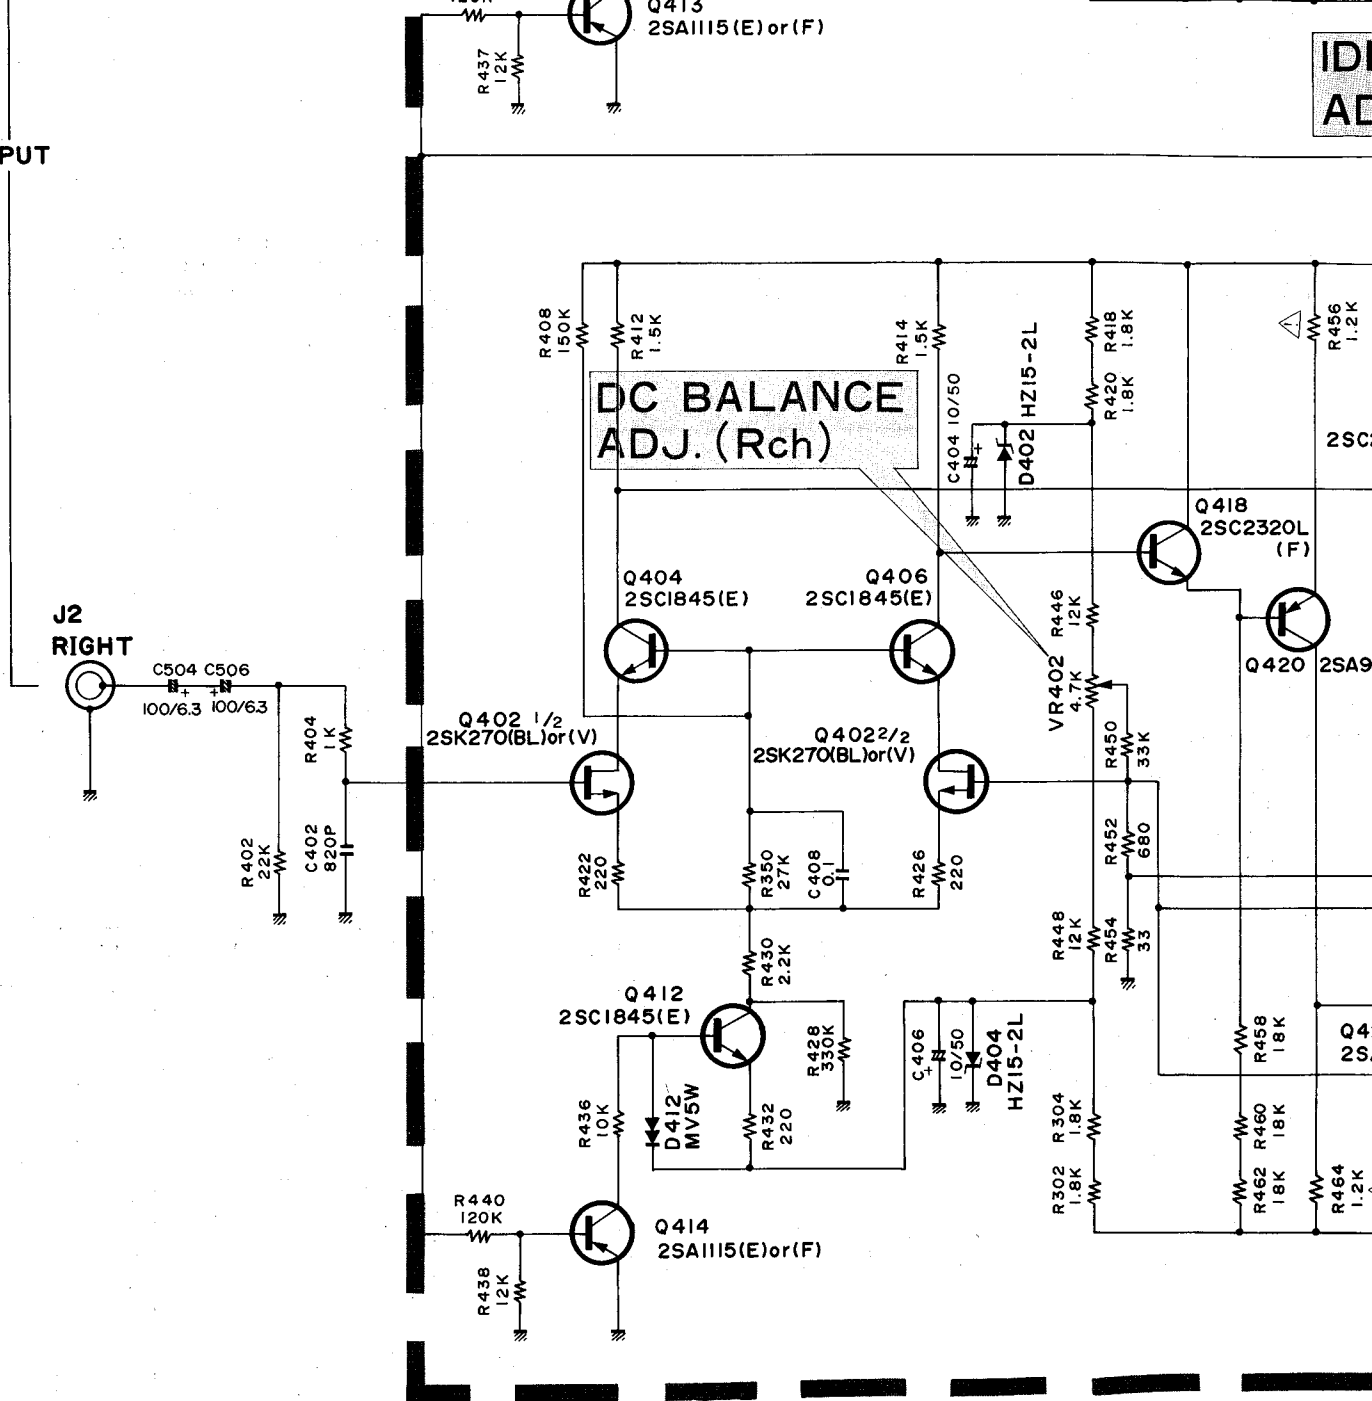 Q413
2SA1115(E)or(F)
R437
12K
IDI
AD
PUT
R408
150K
R412
1.5K
R414
1.5K
C404 10/50
+
D402 HZ15-2L
R418
1.8K
R420
1.8K
R456
1.2K
DC BALANCE
ADJ. (Rch)
2SC
Q418
2SC2320L
(F)
Q404
2SC1845(E)
Q406
2SC1845(E)
R446
12K
J2
RIGHT
C504 C506
+ +
100/6.3 100/6.3
VR402
4.7K
Q420 2SA9
R404
1K
Q402 1/2
2SK270(BL)or(V)
Q402 2/2
2SK270(BL)or(V)
R450
33K
R402
22K
C402
820P
R422
220
R350
27K
C408
0.1
R426
220
R452
680
R448
12K
R454
33
R430
2.2K
Q412
2SC1845(E)
R428
330K
C406
+
10/50
D404
HZ15-2L
R458
18K
Q4
2S
R436
10K
D412
MV5W
R432
220
R304
1.8K
R460
18K
R302
1.8K
R462
18K
R464
1.2K
R440
120K
Q414
2SA1115(E)or(F)
R438
12K